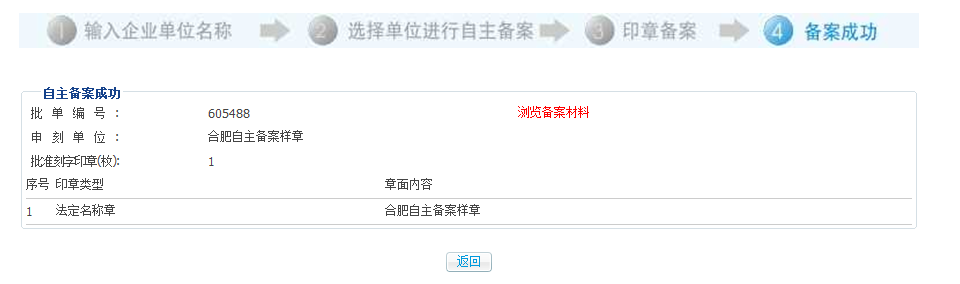 1 输入企业单位名称 2 选择单位进行自主备案 3 印章备案 4 备案成功
自主备案成功
批 单 编 号 ： 605488 浏览备案材料
申 刻 单 位 ： 合肥自主备案样章
批准刻字印章(枚): 1
序号 印章类型 章面内容
1 法定名称章 合肥自主备案样章
返回